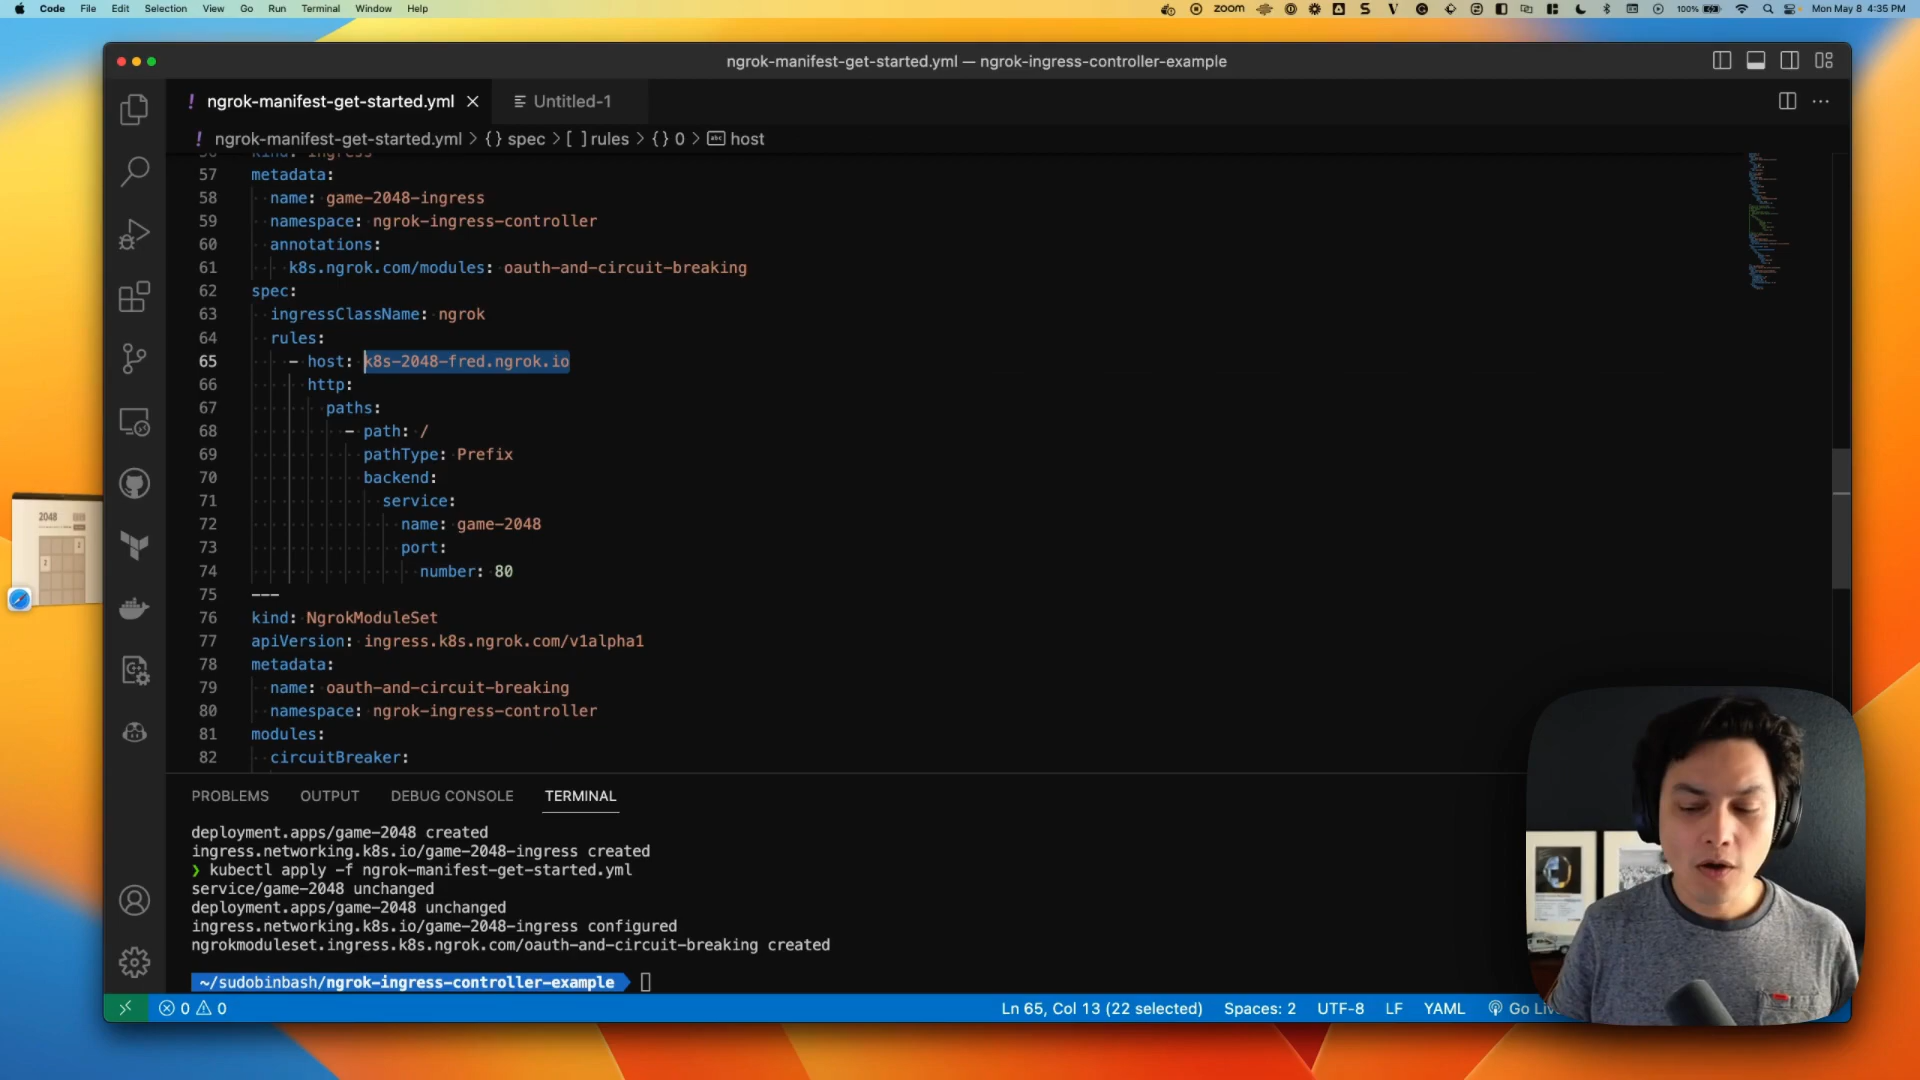 Code File Edit Selection View Go Run Terminal Window Help zoom 100% Mon May 8 4:35 PM
ngrok-manifest-get-started.yml — ngrok-ingress-controller-example
! ngrok-manifest-get-started.yml Untitled-1
! ngrok-manifest-get-started.yml > {} spec > [ ] rules > {} 0 > abc host
56 kind: Ingress
57 metadata:
58 name: game-2048-ingress
59 namespace: ngrok-ingress-controller
60 annotations:
61 k8s.ngrok.com/modules: oauth-and-circuit-breaking
62 spec:
63 ingressClassName: ngrok
64 rules:
65 - host: k8s-2048-fred.ngrok.io
66 http:
67 paths:
68 - path: /
69 pathType: Prefix
70 backend:
71 service:
72 name: game-2048
73 port:
74 number: 80
75 ---
76 kind: NgrokModuleSet
77 apiVersion: ingress.k8s.ngrok.com/v1alpha1
78 metadata:
79 name: oauth-and-circuit-breaking
80 namespace: ngrok-ingress-controller
81 modules:
82 circuitBreaker:
2048
2
2
PROBLEMS OUTPUT DEBUG CONSOLE TERMINAL
deployment.apps/game-2048 created
ingress.networking.k8s.io/game-2048-ingress created
❯ kubectl apply -f ngrok-manifest-get-started.yml
service/game-2048 unchanged
deployment.apps/game-2048 unchanged
ingress.networking.k8s.io/game-2048-ingress configured
ngrokmoduleset.ingress.k8s.ngrok.com/oauth-and-circuit-breaking created
~/sudobinbash/ngrok-ingress-controller-example
0 0 Ln 65, Col 13 (22 selected) Spaces: 2 UTF-8 LF YAML Go Li